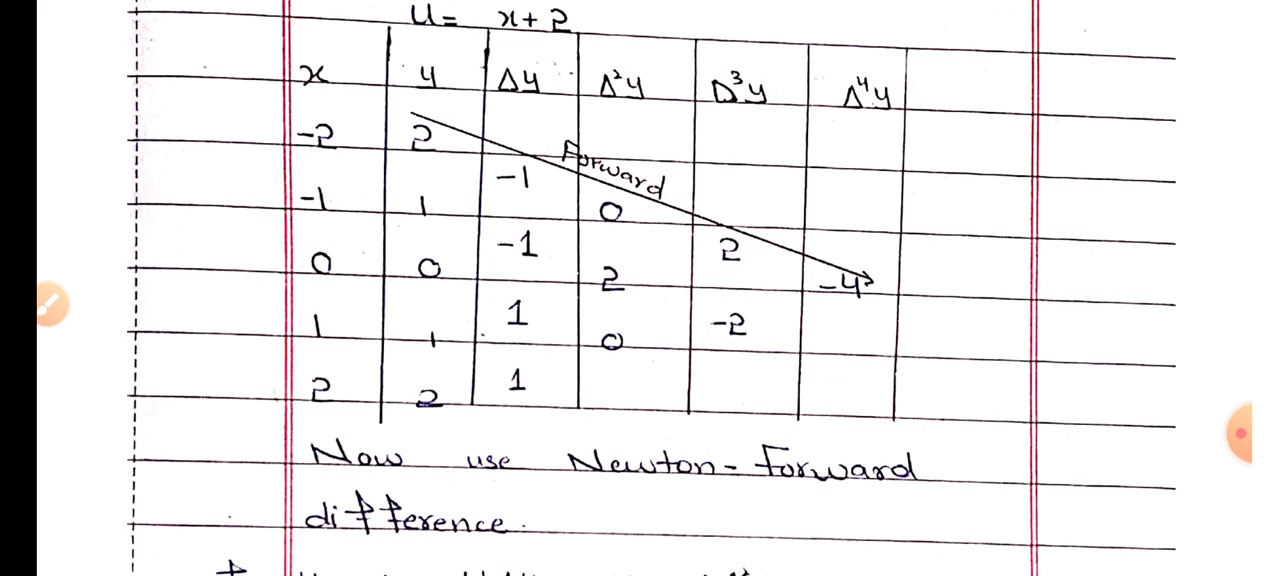 u = x + 2
x y Δy Δ²y Δ³y Δ⁴y
-2 2
Forward
-1
-1 1 0
-1 2
0 0 2 -4
1 -2
1 1 0
1
2 2
Now use Newton-Forward
difference.